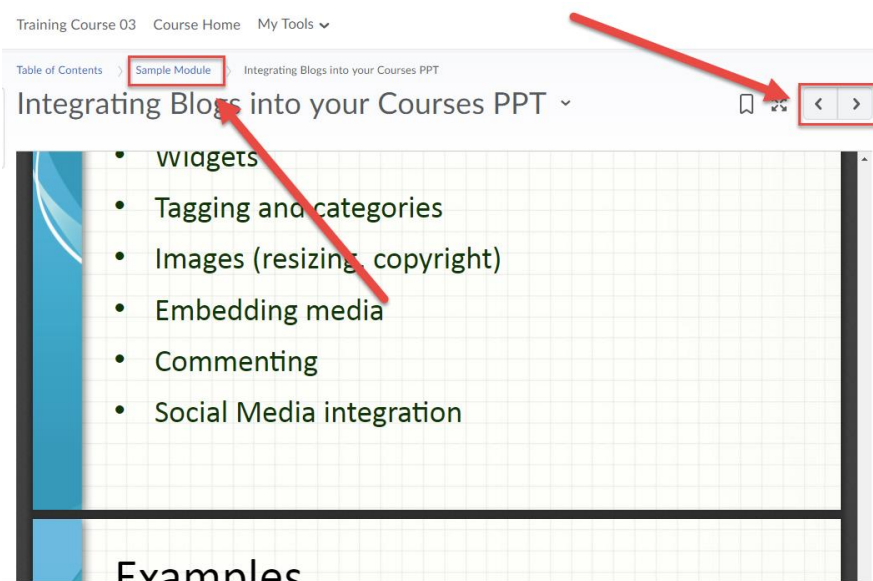 Training Course 03 Course Home My Tools
Table of Contents Sample Module Integrating Blogs into your Courses PPT
Integrating Blogs into your Courses PPT
• Widgets
• Tagging and categories
• Images (resizing, copyright)
• Embedding media
• Commenting
• Social Media integration
Examples